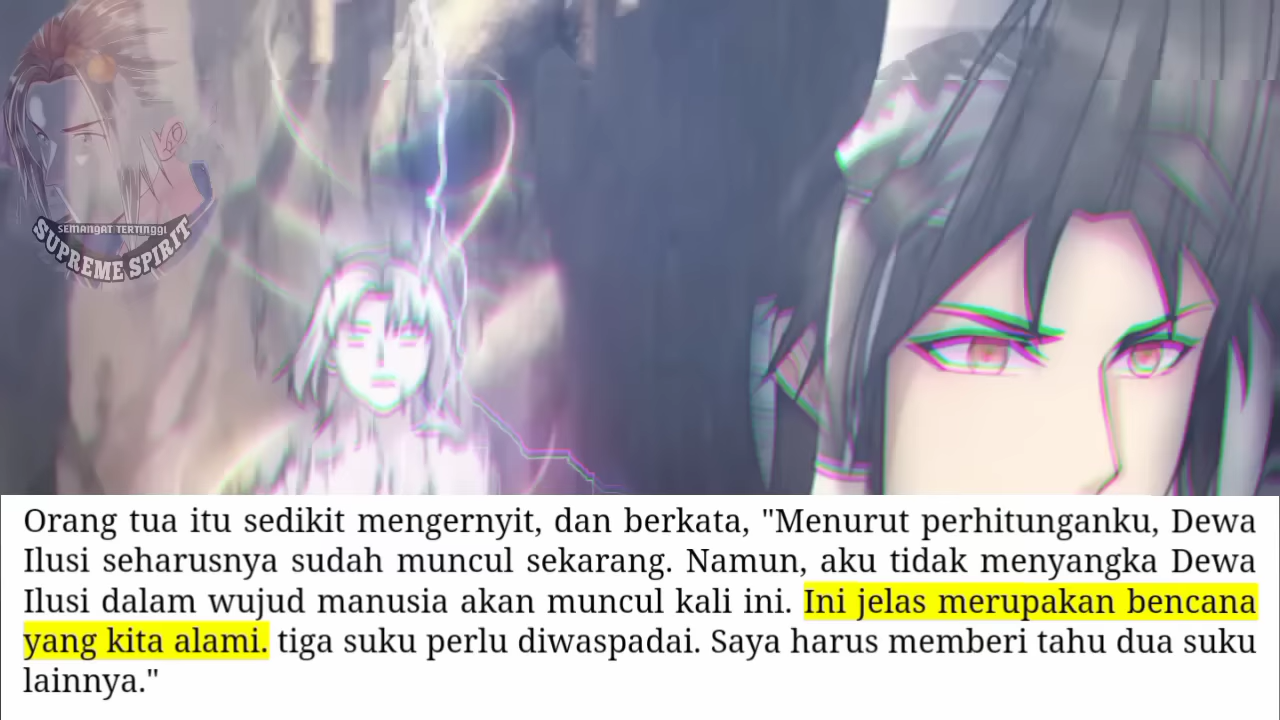 SEMANGAT TERTINGGI
SUPREME SPIRIT
Orang tua itu sedikit mengernyit, dan berkata, "Menurut perhitunganku, Dewa
Ilusi seharusnya sudah muncul sekarang. Namun, aku tidak menyangka Dewa
Ilusi dalam wujud manusia akan muncul kali ini. Ini jelas merupakan bencana
yang kita alami. tiga suku perlu diwaspadai. Saya harus memberi tahu dua suku
lainnya."